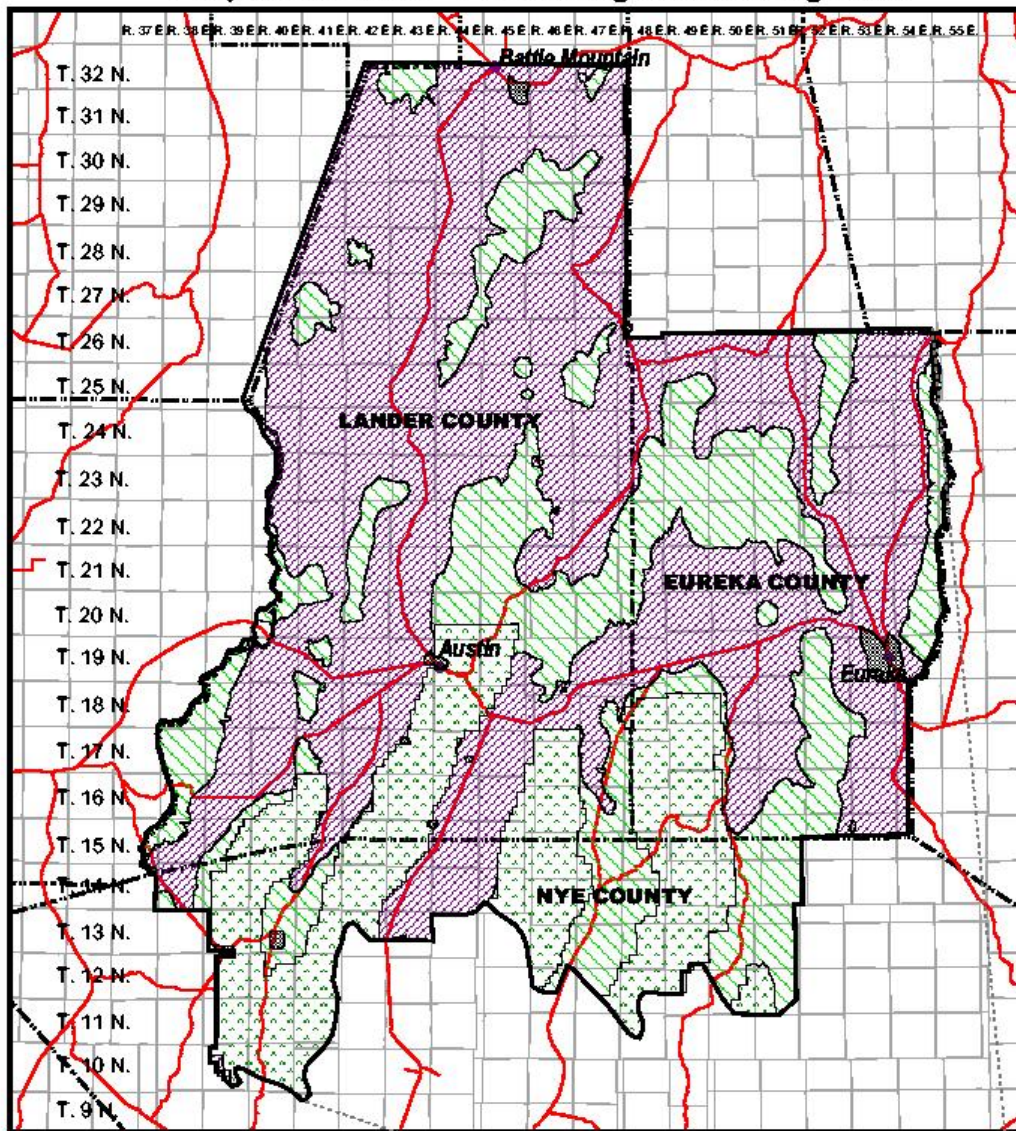 R. 37 E. R. 38 E. R. 39 E. R. 40 E. R. 41 E. R. 42 E. R. 43 E. R. 44 E. R. 45 E. R. 46 E. R. 47 E. R. 48 E. R. 49 E. R. 50 E. R. 51 E. R. 52 E. R. 53 E. R. 54 E. R. 55 E.
Battle Mountain
T. 32 N.
T. 31 N.
T. 30 N.
T. 29 N.
T. 28 N.
T. 27 N.
T. 26 N.
T. 25 N.
LANDER COUNTY
T. 24 N.
T. 23 N.
T. 22 N.
T. 21 N.
EUREKA COUNTY
T. 20 N.
T. 19 N.
Austin
Eureka
T. 18 N.
T. 17 N.
T. 16 N.
T. 15 N.
T. 14 N.
NYE COUNTY
T. 13 N.
T. 12 N.
T. 11 N.
T. 10 N.
T. 9 N.